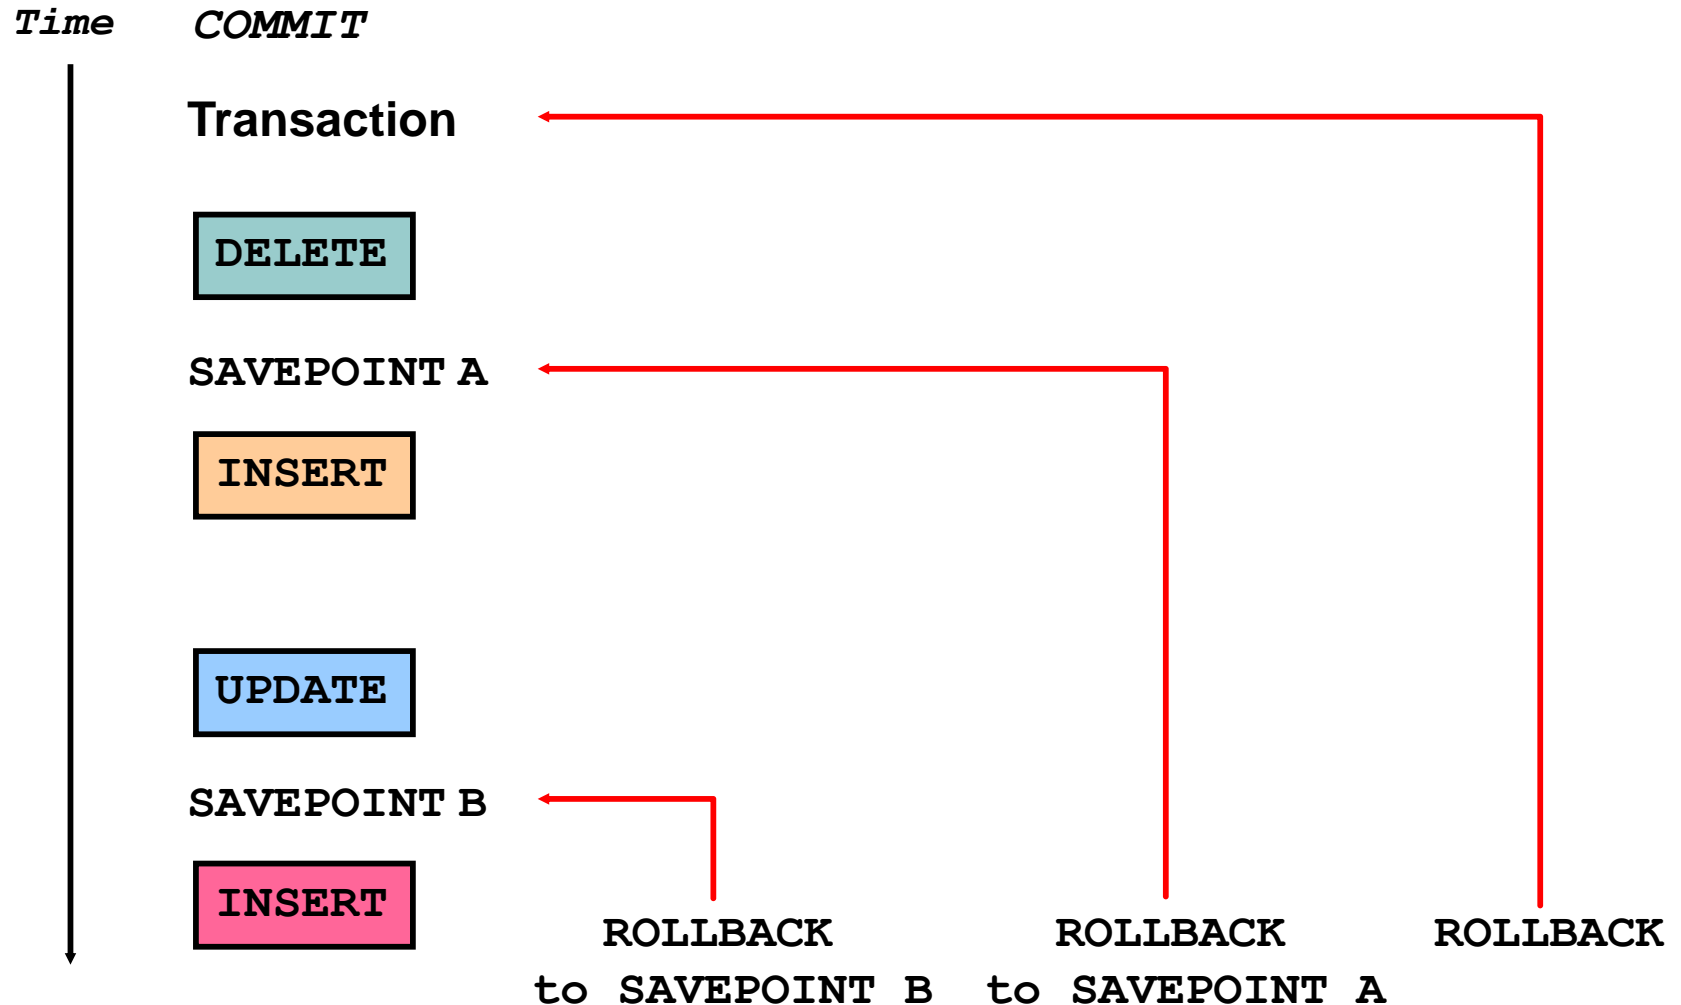 Time COMMIT
Transaction
DELETE
SAVEPOINT A
INSERT
UPDATE
SAVEPOINT B
INSERT
ROLLBACK
to SAVEPOINT B
ROLLBACK
to SAVEPOINT A
ROLLBACK